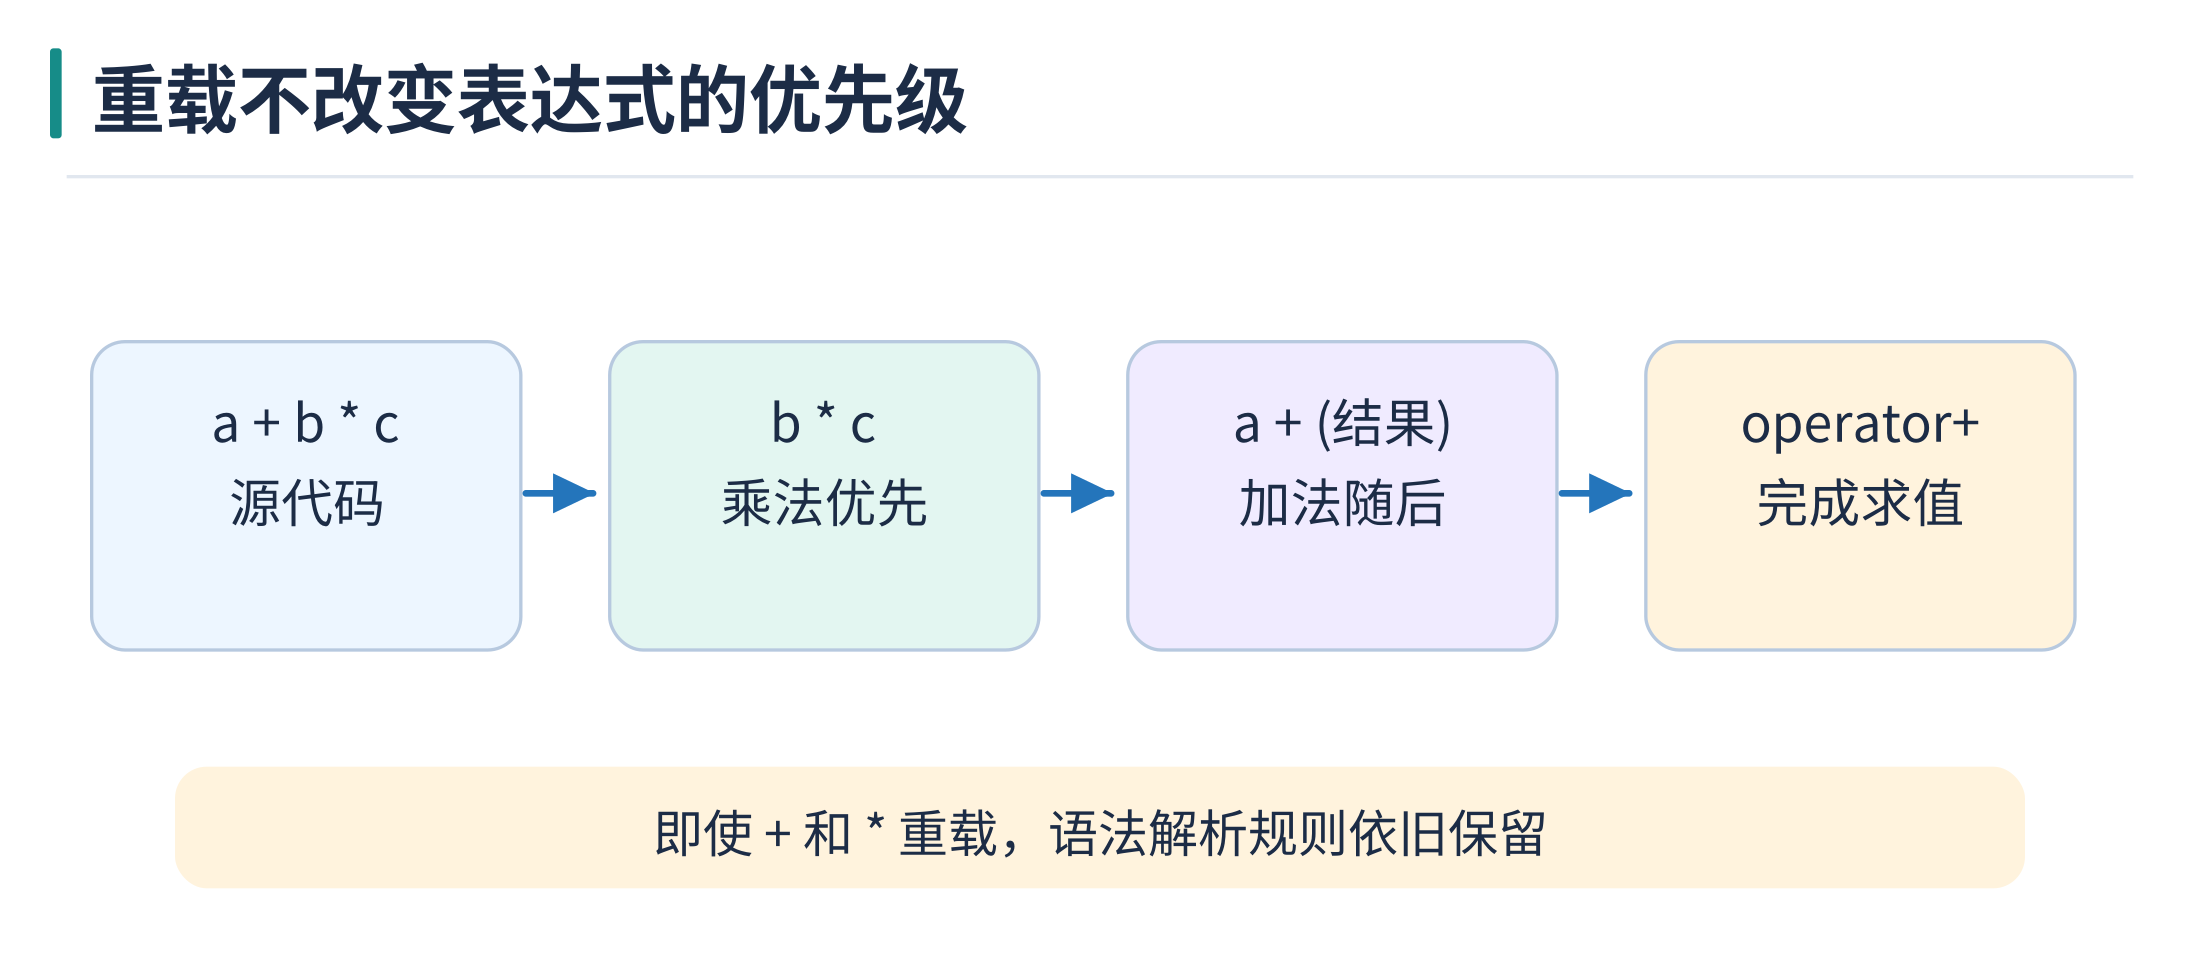 重载不改变表达式的优先级
a + b * c
源代码
b * c
乘法优先
a + (结果)
加法随后
operator+
完成求值
即使 + 和 * 重载，语法解析规则依旧保留